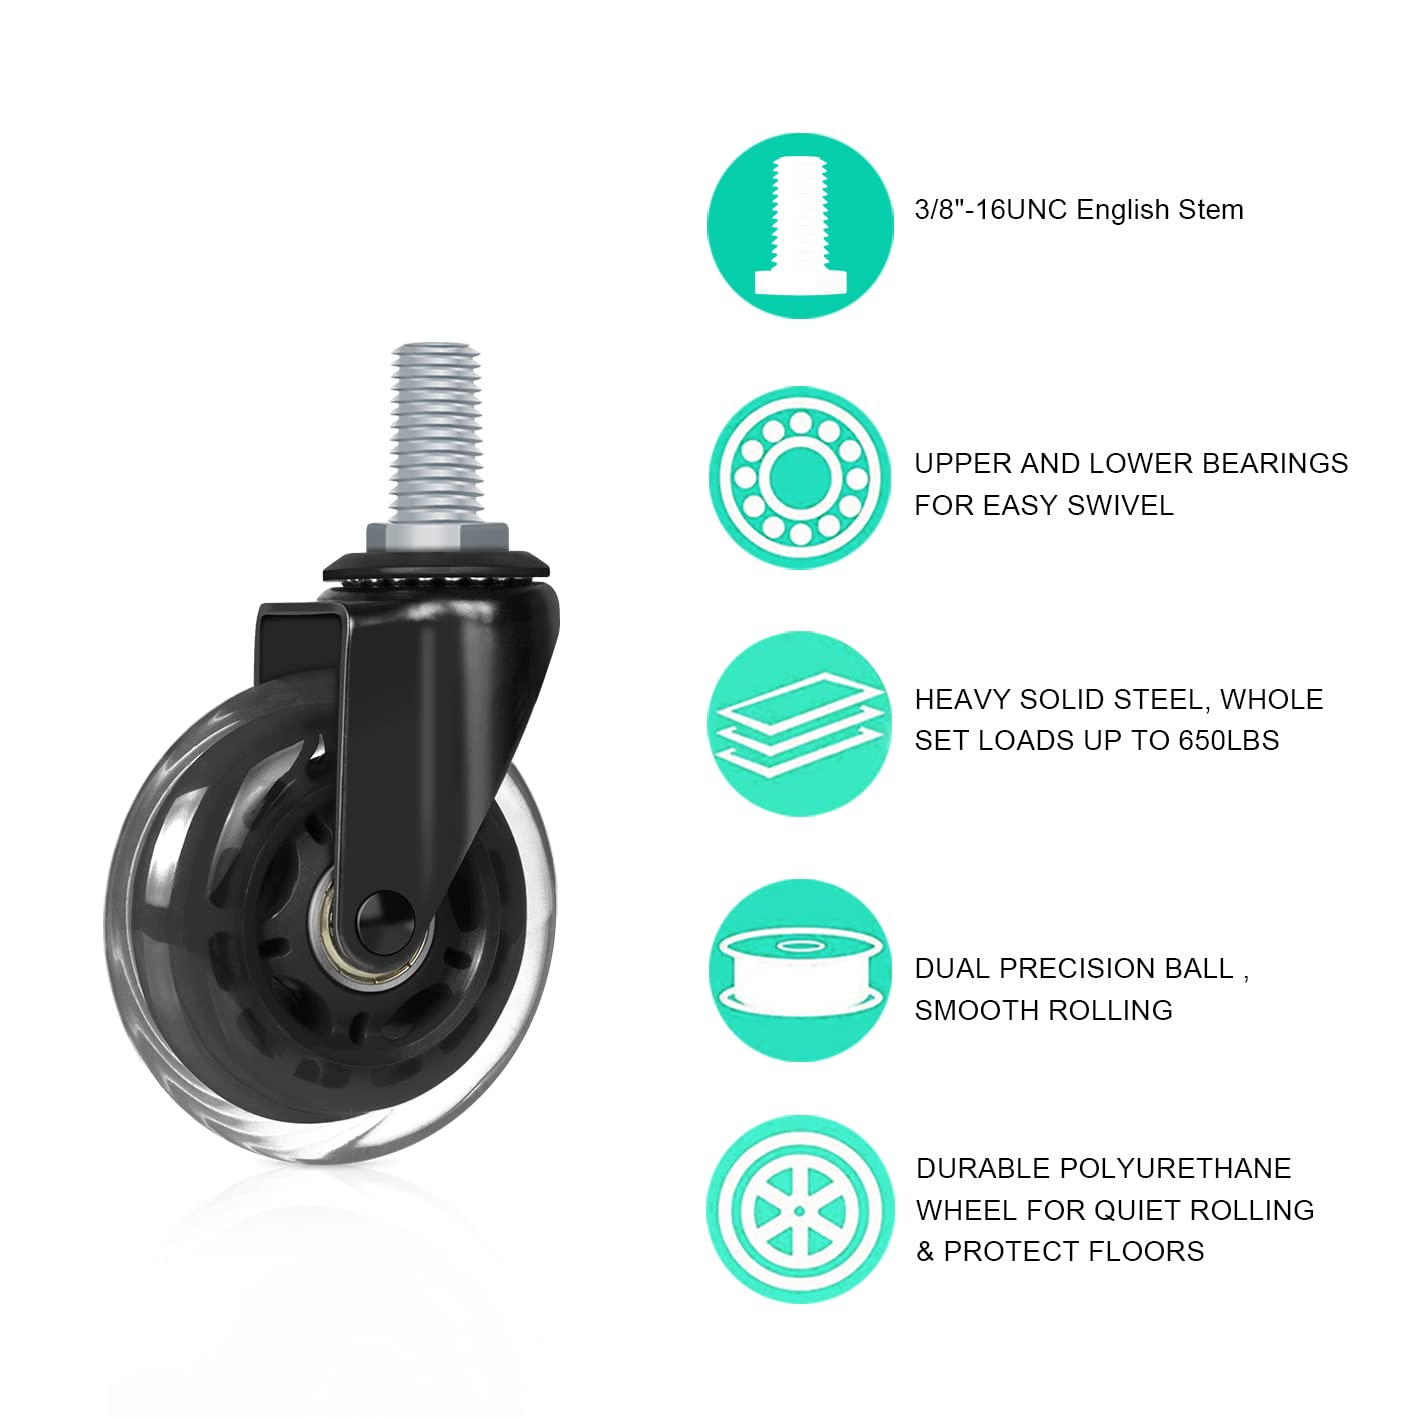 3/8"-16UNC English Stem
UPPER AND LOWER BEARINGS
FOR EASY SWIVEL
HEAVY SOLID STEEL, WHOLE
SET LOADS UP TO 650LBS
DUAL PRECISION BALL ,
SMOOTH ROLLING
DURABLE POLYURETHANE
WHEEL FOR QUIET ROLLING
& PROTECT FLOORS